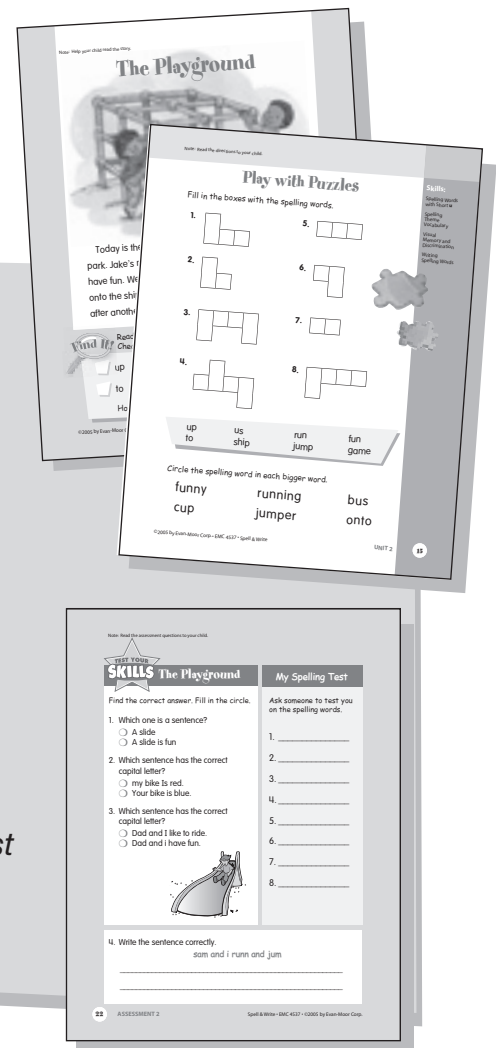 Note: Help your child read the story.
The Playground
Today is the
park. Jake's
have fun. We
onto the shi
after anothe
Find It!
Read
Chec
up
to
Ho
©2005 by Evan-Moor Corp.
Note: Read the directions to your child.
Play with Puzzles
Fill in the boxes with the spelling words.
1.
2.
3.
4.
5.
6.
7.
8.
up us run fun
to ship jump game
Circle the spelling word in each bigger word.
funny running bus
cup jumper onto
©2005 by Evan-Moor Corp. • EMC 4537 • Spell & Write
UNIT 2 15
Skills:
Spelling Words
with Short u
Spelling
Theme
Vocabulary
Visual
Memory and
Discrimination
Writing
Spelling Words
Note: Read the assessment questions to your child.
TEST YOUR
SKILLS The Playground
Find the correct answer. Fill in the circle.
1. Which one is a sentence?
A slide
A slide is fun
2. Which sentence has the correct
capital letter?
my bike Is red.
Your bike is blue.
3. Which sentence has the correct
capital letter?
Dad and I like to ride.
Dad and i have fun.
My Spelling Test
Ask someone to test you
on the spelling words.
1.
2.
3.
4.
5.
6.
7.
8.
4. Write the sentence correctly.
sam and i runn and jum
22 ASSESSMENT 2
Spell & Write • EMC 4537 • ©2005 by Evan-Moor Corp.
st